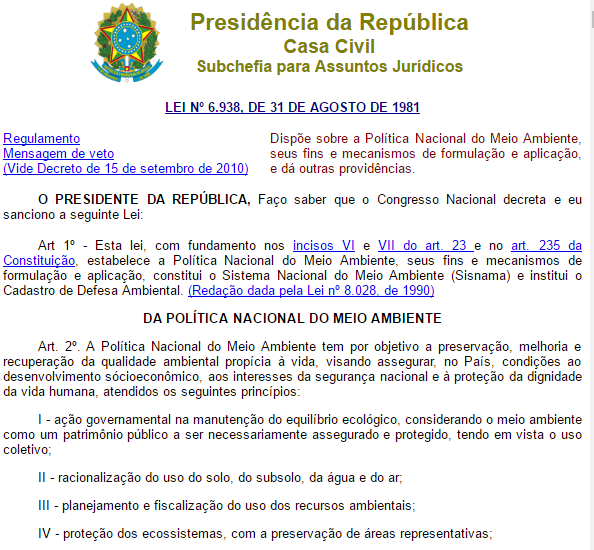 Presidência da República
Casa Civil
Subchefia para Assuntos Jurídicos
LEI Nº 6.938, DE 31 DE AGOSTO DE 1981
Regulamento
Mensagem de veto
(Vide Decreto de 15 de setembro de 2010)
Dispõe sobre a Política Nacional do Meio Ambiente,
seus fins e mecanismos de formulação e aplicação,
e dá outras providências.
O PRESIDENTE DA REPÚBLICA, Faço saber que o Congresso Nacional decreta e eu
sanciono a seguinte Lei:
Art 1º - Esta lei, com fundamento nos incisos VI e VII do art. 23 e no art. 235 da
Constituição, estabelece a Política Nacional do Meio Ambiente, seus fins e mecanismos de
formulação e aplicação, constitui o Sistema Nacional do Meio Ambiente (Sisnama) e institui o
Cadastro de Defesa Ambiental. (Redação dada pela Lei nº 8.028, de 1990)
DA POLÍTICA NACIONAL DO MEIO AMBIENTE
Art. 2º. A Política Nacional do Meio Ambiente tem por objetivo a preservação, melhoria e
recuperação da qualidade ambiental propícia à vida, visando assegurar, no País, condições ao
desenvolvimento sócioeconômico, aos interesses da segurança nacional e à proteção da dignidade
da vida humana, atendidos os seguintes princípios:
I - ação governamental na manutenção do equilíbrio ecológico, considerando o meio ambiente
como um patrimônio público a ser necessariamente assegurado e protegido, tendo em vista o uso
coletivo;
II - racionalização do uso do solo, do subsolo, da água e do ar;
III - planejamento e fiscalização do uso dos recursos ambientais;
IV - proteção dos ecossistemas, com a preservação de áreas representativas;